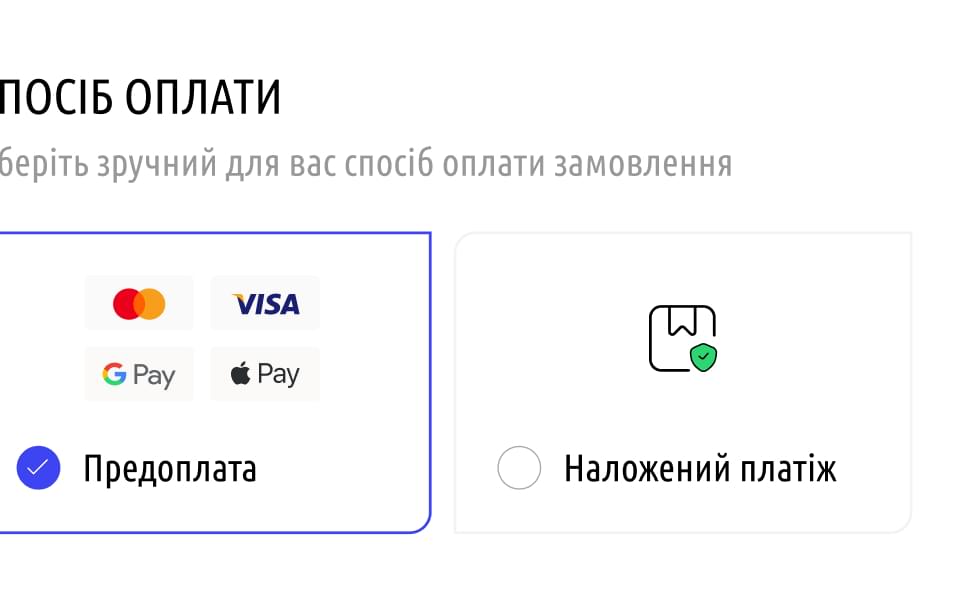 ПОСІБ ОПЛАТИ
беріть зручний для вас спосіб оплати замовлення
VISA
G Pay
Pay
Предоплата
Наложений платіж